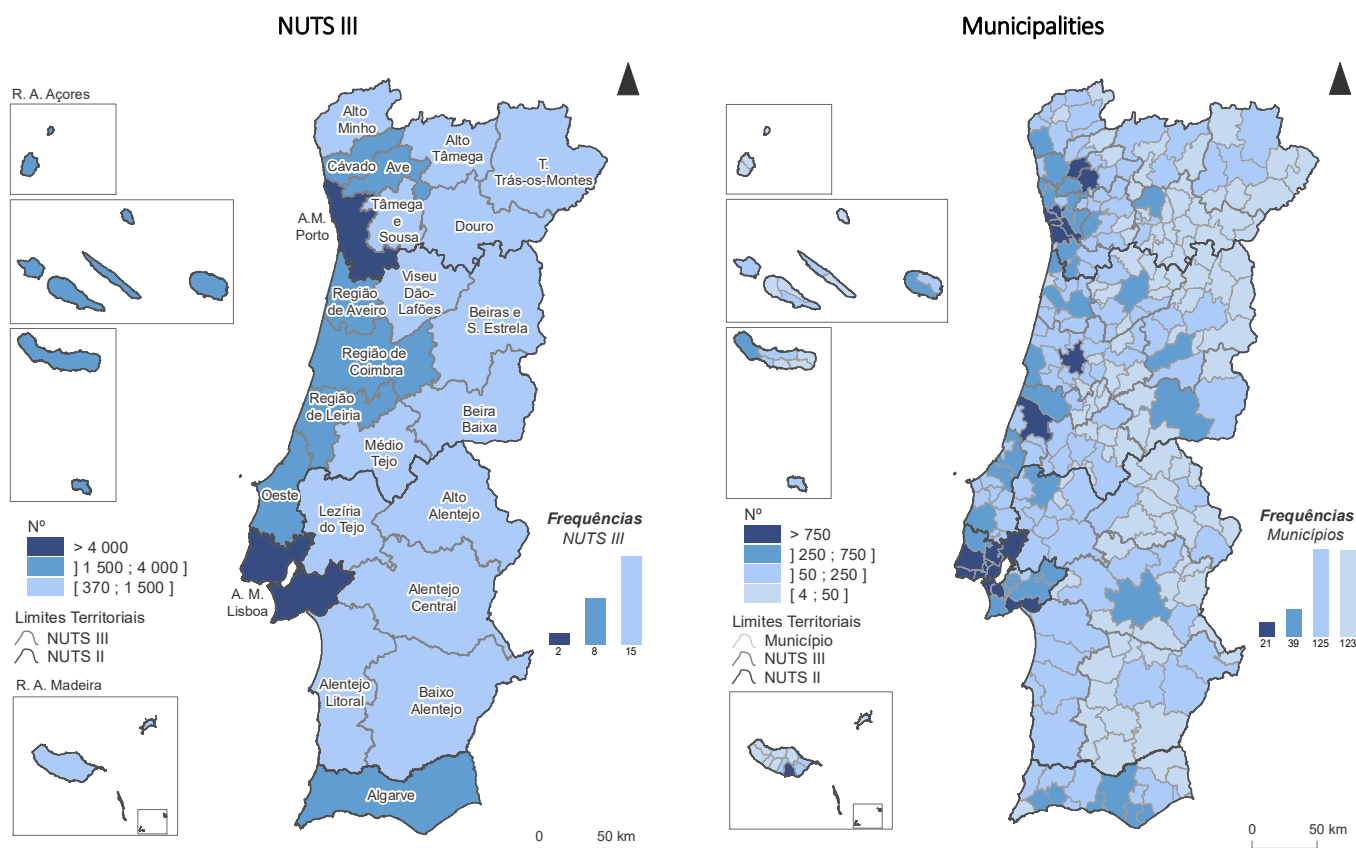 NUTS III
R. A. Açores
Alto
Minho
Cávado
Ave
Alto
Tâmega
T.
Trás-os-Montes
A.M.
Porto
Tâmega
e
Sousa
Douro
Região
de Aveiro
Viseu
Dão-
Lafões
Beiras e
S. Estrela
Região de
Coimbra
Região
de Leiria
Beira
Baixa
Médio
Tejo
Oeste
Lezíria
do Tejo
Alto
Alentejo
A. M.
Lisboa
Alentejo
Central
Alentejo
Litoral
Baixo
Alentejo
Algarve
Nº
> 4 000
] 1 500 ; 4 000 ]
[ 370 ; 1 500 ]
Limites Territoriais
NUTS III
NUTS II
R. A. Madeira
Frequências
NUTS III
2 8 15
0 50 km
Municipalities
Nº
> 750
] 250 ; 750 ]
] 50 ; 250 ]
[ 4 ; 50 ]
Limites Territoriais
Município
NUTS III
NUTS II
Frequências
Municípios
21 39 125 123
0 50 km